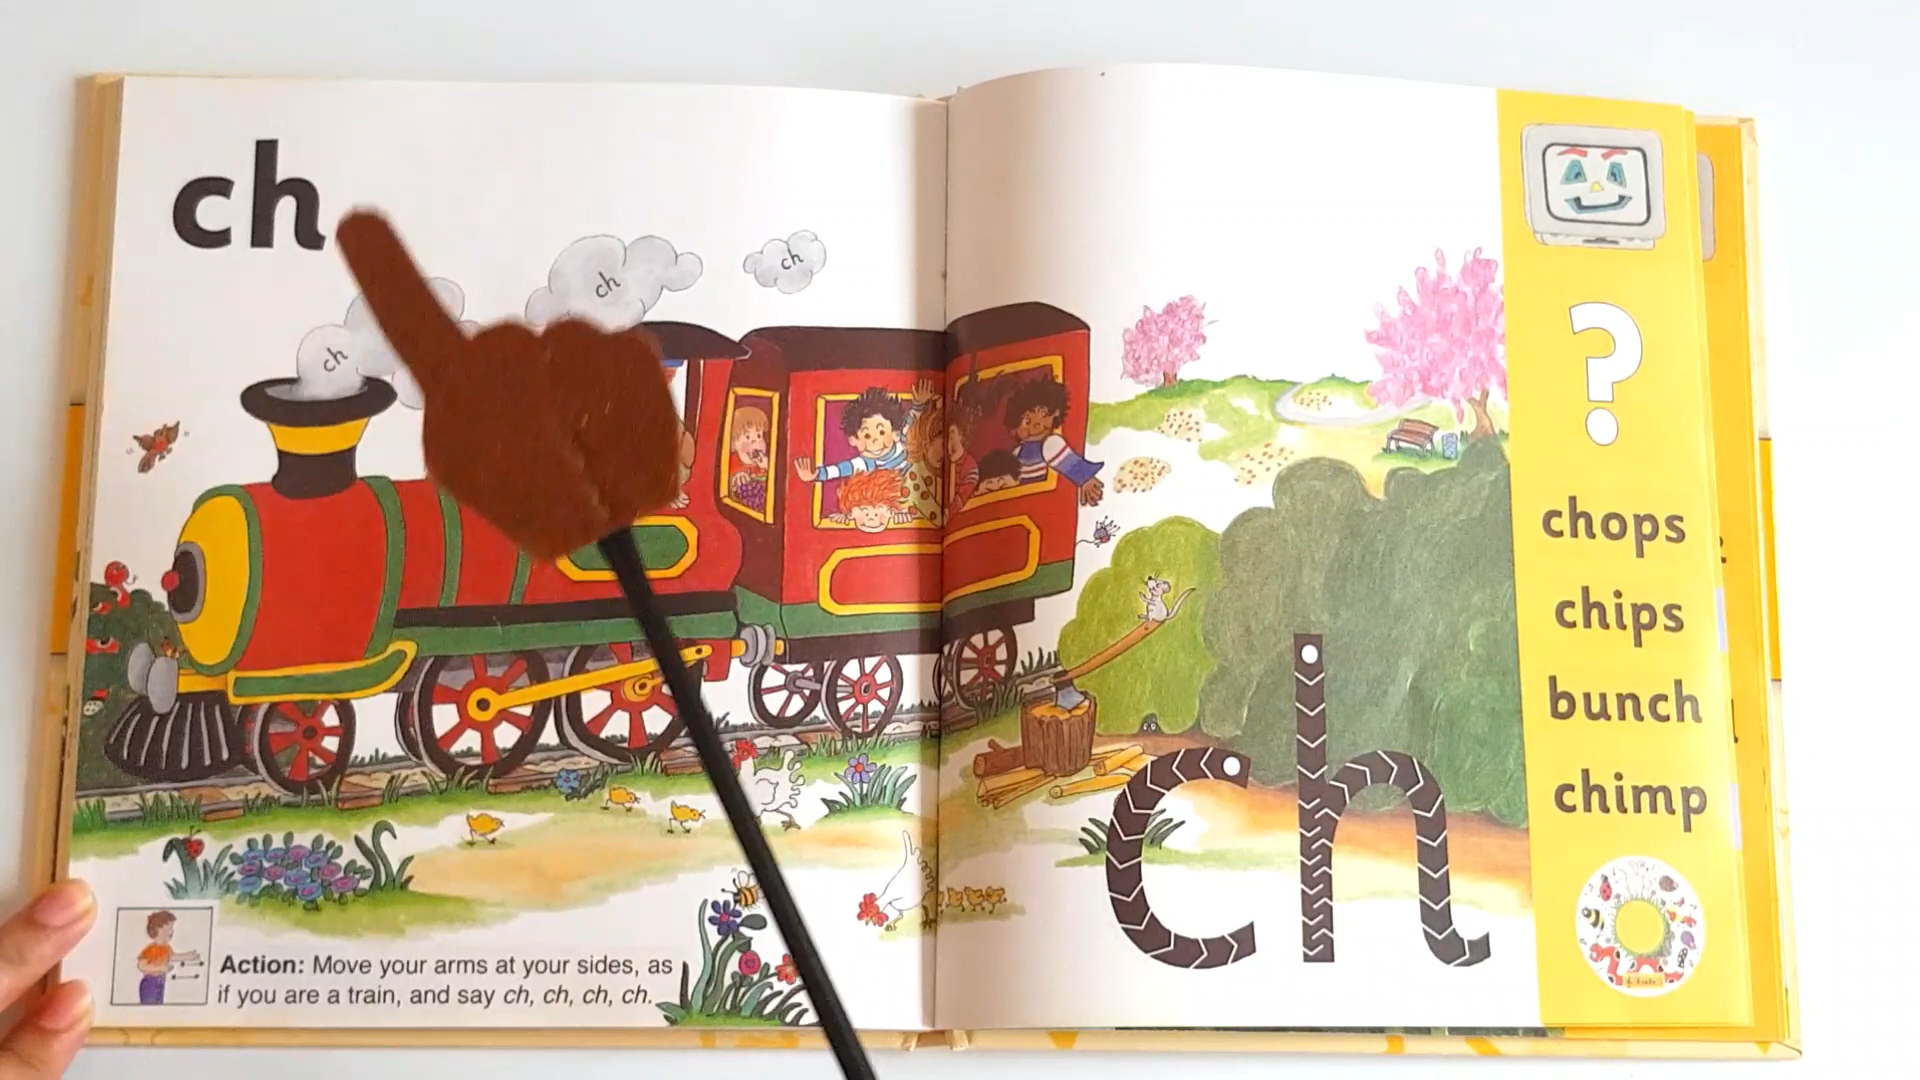 ch
ch
ch
ch
Action: Move your arms at your sides, as
if you are a train, and say ch, ch, ch, ch.
ch
?
chops
chips
bunch
chimp